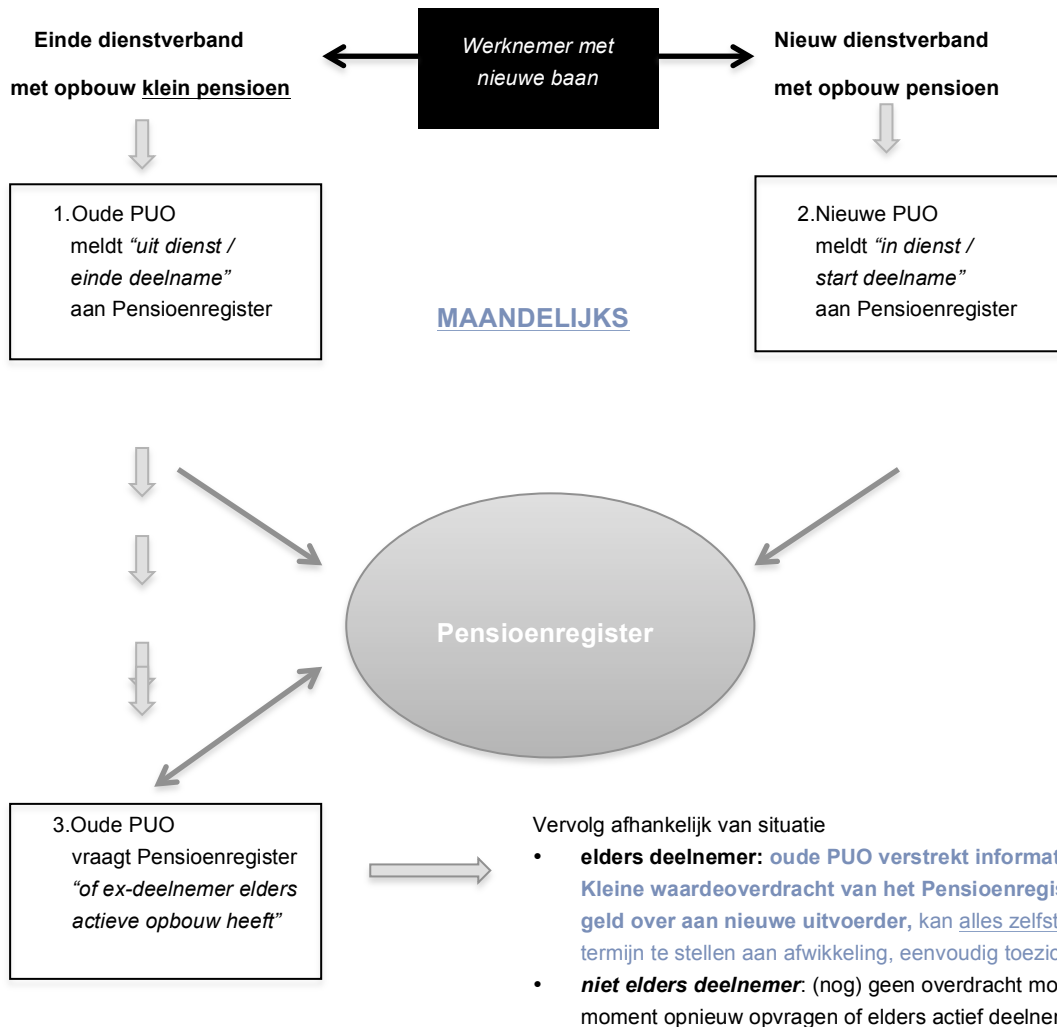 Einde dienstverband
met opbouw klein pensioen
Werknemer met
nieuwe baan
Nieuw dienstverband
met opbouw pensioen
1.Oude PUO
meldt “uit dienst /
einde deelname”
aan Pensioenregister
2.Nieuwe PUO
meldt “in dienst /
start deelname”
aan Pensioenregister
MAANDELIJKS
Pensioenregister
3.Oude PUO
vraagt Pensioenregister
“of ex-deelnemer elders
actieve opbouw heeft”
Vervolg afhankelijk van situatie
• elders deelnemer: oude PUO verstrekt
Kleine waardeoverdracht van het
geld over aan nieuwe uitvoerder, kan alles
termijn te stellen aan afwikkeling, eenvoudig
• niet elders deelnemer: (nog) geen overdracht
moment opnieuw opvragen of elders actief